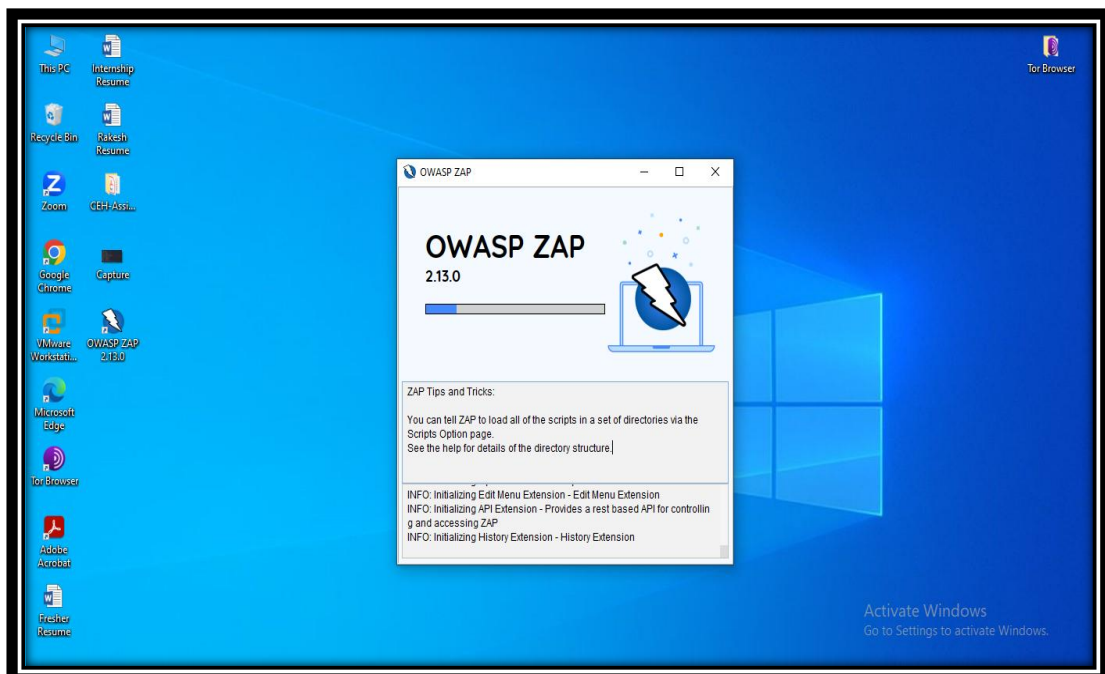 This PC
Internship
Resume
Recycle Bin
Rakesh
Resume
Zoom
CEH-Assi...
Google
Chrome
Capture
VMware
Workstati...
OWASP ZAP
2.13.0
Microsoft
Edge
Tor Browser
Adobe
Acrobat
Fresher
Resume
Tor Browser
OWASP ZAP
OWASP ZAP
2.13.0
ZAP Tips and Tricks:
You can tell ZAP to load all of the scripts in a set of directories via the
Scripts Option page.
See the help for details of the directory structure.
INFO: Initializing Edit Menu Extension - Edit Menu Extension
INFO: Initializing API Extension - Provides a rest based API for controllin
g and accessing ZAP
INFO: Initializing History Extension - History Extension
Activate Windows
Go to Settings to activate Windows.